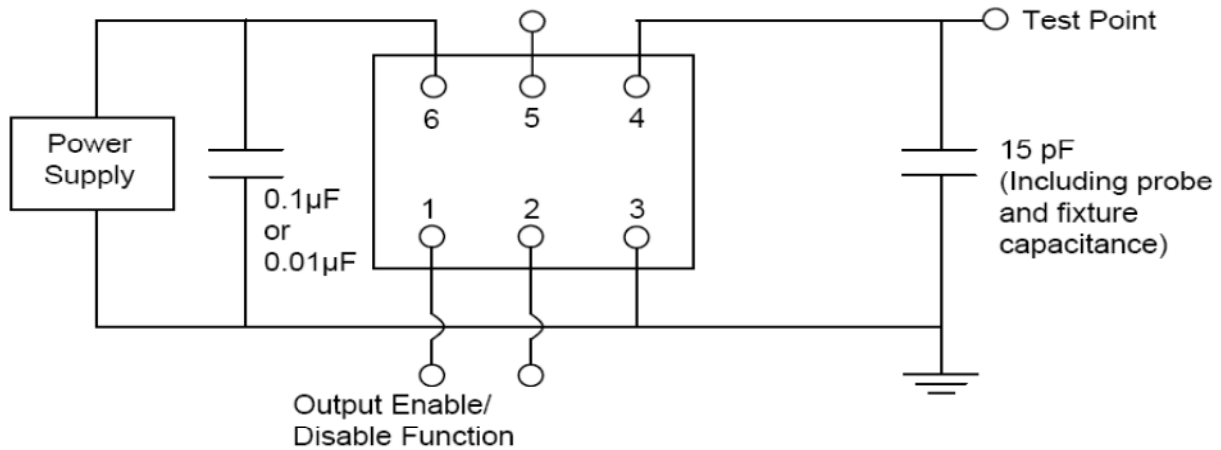 Test Point
6
5
4
Power
Supply
0.1µF
or
0.01µF
1
2
3
15 pF
(Including probe
and fixture
capacitance)
Output Enable/
Disable Function